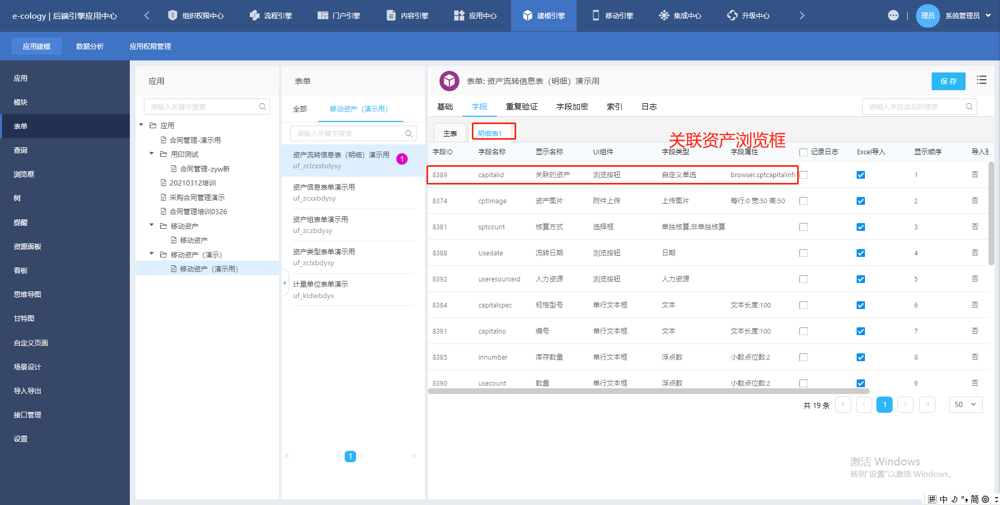 e-cology | 后端引擎应用中心
组织权限中心
流程引擎
门户引擎
内容引擎
应用中心
建模引擎
移动引擎
集成中心
升级中心
理员
系统管理员
应用建模
数据分析
应用权限管理
应用
模块
表单
查询
浏览框
树
提醒
资源面板
看板
思维导图
甘特图
自定义页面
场景设计
导入导出
接口管理
设置
应用
请输入关键字搜索
应用
合同管理-演示用
用印测试
合同管理-zyw新
20210312培训
采购合同管理演示
合同管理培训0326
移动资产
移动资产
移动资产（演示）
移动资产（演示用）
表单
全部
移动资产（演示用）
请输入关键字搜索
资产流转信息表（明细）演示用
uf_zclzxxbdysy
1
资产信息表单演示用
uf_zcxxbdysy
资产组表单演示用
uf_zczbdysy
资产类型表单演示用
uf_zclxbdysy
计量单位表单演示
uf_kldwbdys
1
表单: 资产流转信息表（明细）演示用
保 存
基础
字段
重复验证
字段加密
索引
日志
请输入字段或名称搜索
主表
明细表1
关联资产浏览框
字段ID 字段名称 显示名称 UI组件 字段类型 字段属性 记录日志 Excel导入 显示顺序
8389 capitalid 关联的资产 浏览按钮 自定义单选 browser.cptcapitalinfo 1 否
8374 cptImage 资产图片 附件上传 上传图片 每行:0 宽:50 高:50 2 否
8381 sptcount 核算方式 选择框 单独核算,非单独核算 3 否
8388 Usedate 流转日期 浏览按钮 日期 4 否
8392 useresourceid 人力资源 浏览按钮 人力资源 5 否
8384 capitalspec 规格型号 单行文本框 文本 文本长度:100 6 否
8391 capitalno 编号 单行文本框 文本 文本长度:100 7 否
8385 innumber 库存数量 单行文本框 浮点数 小数点位数:2 8 否
8390 usecount 数量 单行文本框 浮点数 小数点位数:2 9 否
共 19 条
1
50
激活 Windows
转到"设置"以激活 Windows。
拼 中 简